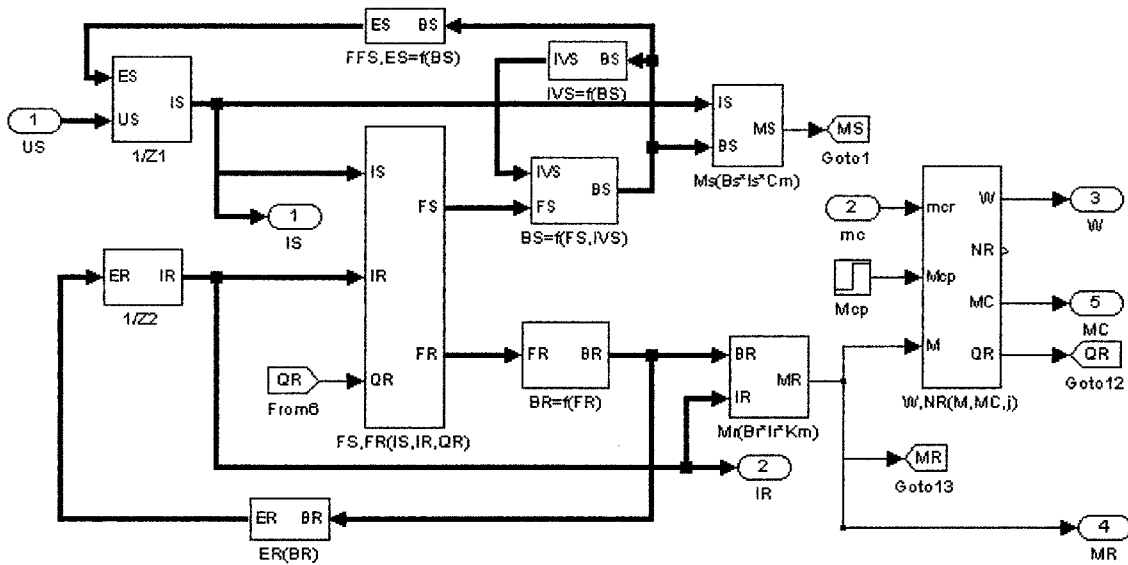 ES BS
FFS,ES=f(BS)
IVS BS
IVS=f(BS)
ES
US IS
1/Z1
1
US
IS
BS MS
Ms(Bs*Is*Cm)
MS
Goto1
IS
FS
IR
FR
QR
FS,FR(IS,IR,QR)
IVS
FS BS
BS=f(FS,IVS)
1
IS
ER IR
1/Z2
QR
From6
FR BR
BR=f(FR)
BR
IR MR
Mr(Br*Ir*Km)
2
mc
Mcp
mcr W
NR
Mcp
MC
M QR
W,NR(M,MC,j)
3
W
5
MC
QR
Goto12
2
IR
MR
Goto13
4
MR
ER BR
ER(BR)